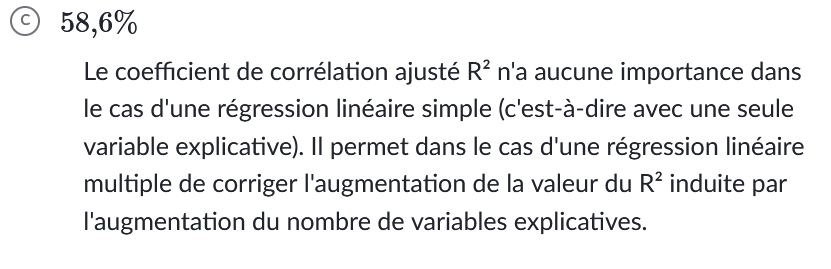 C 58,6%
Le coefficient de corrélation ajusté R² n'a aucune importance dans
le cas d'une régression linéaire simple (c'est-à-dire avec une seule
variable explicative). Il permet dans le cas d'une régression linéaire
multiple de corriger l'augmentation de la valeur du R² induite par
l'augmentation du nombre de variables explicatives.